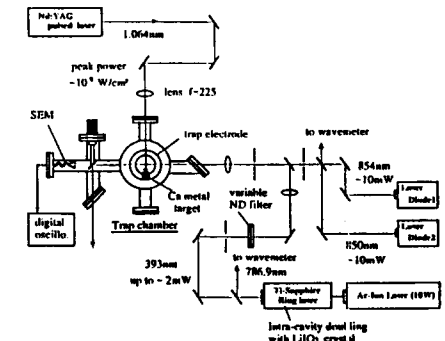 Nd:YAG
pulsed laser
1.064nm
peak power
~10⁹ W/cm²
lens f-225
SEM
trap electrode
to wavemeter
854nm
~10mW
Laser
Diode1
Ca metal
target
variable
ND filter
digital
oscillo.
Trap chamber
850nm
~10mW
Laser
Diode2
to wavemeter
393nm
786.9nm
up to ~ 2mW
Ti-Sapphire
Ring laser
Ar-Ion Laser (10W)
Intra-cavity doubling
with LiIO₃ crystal